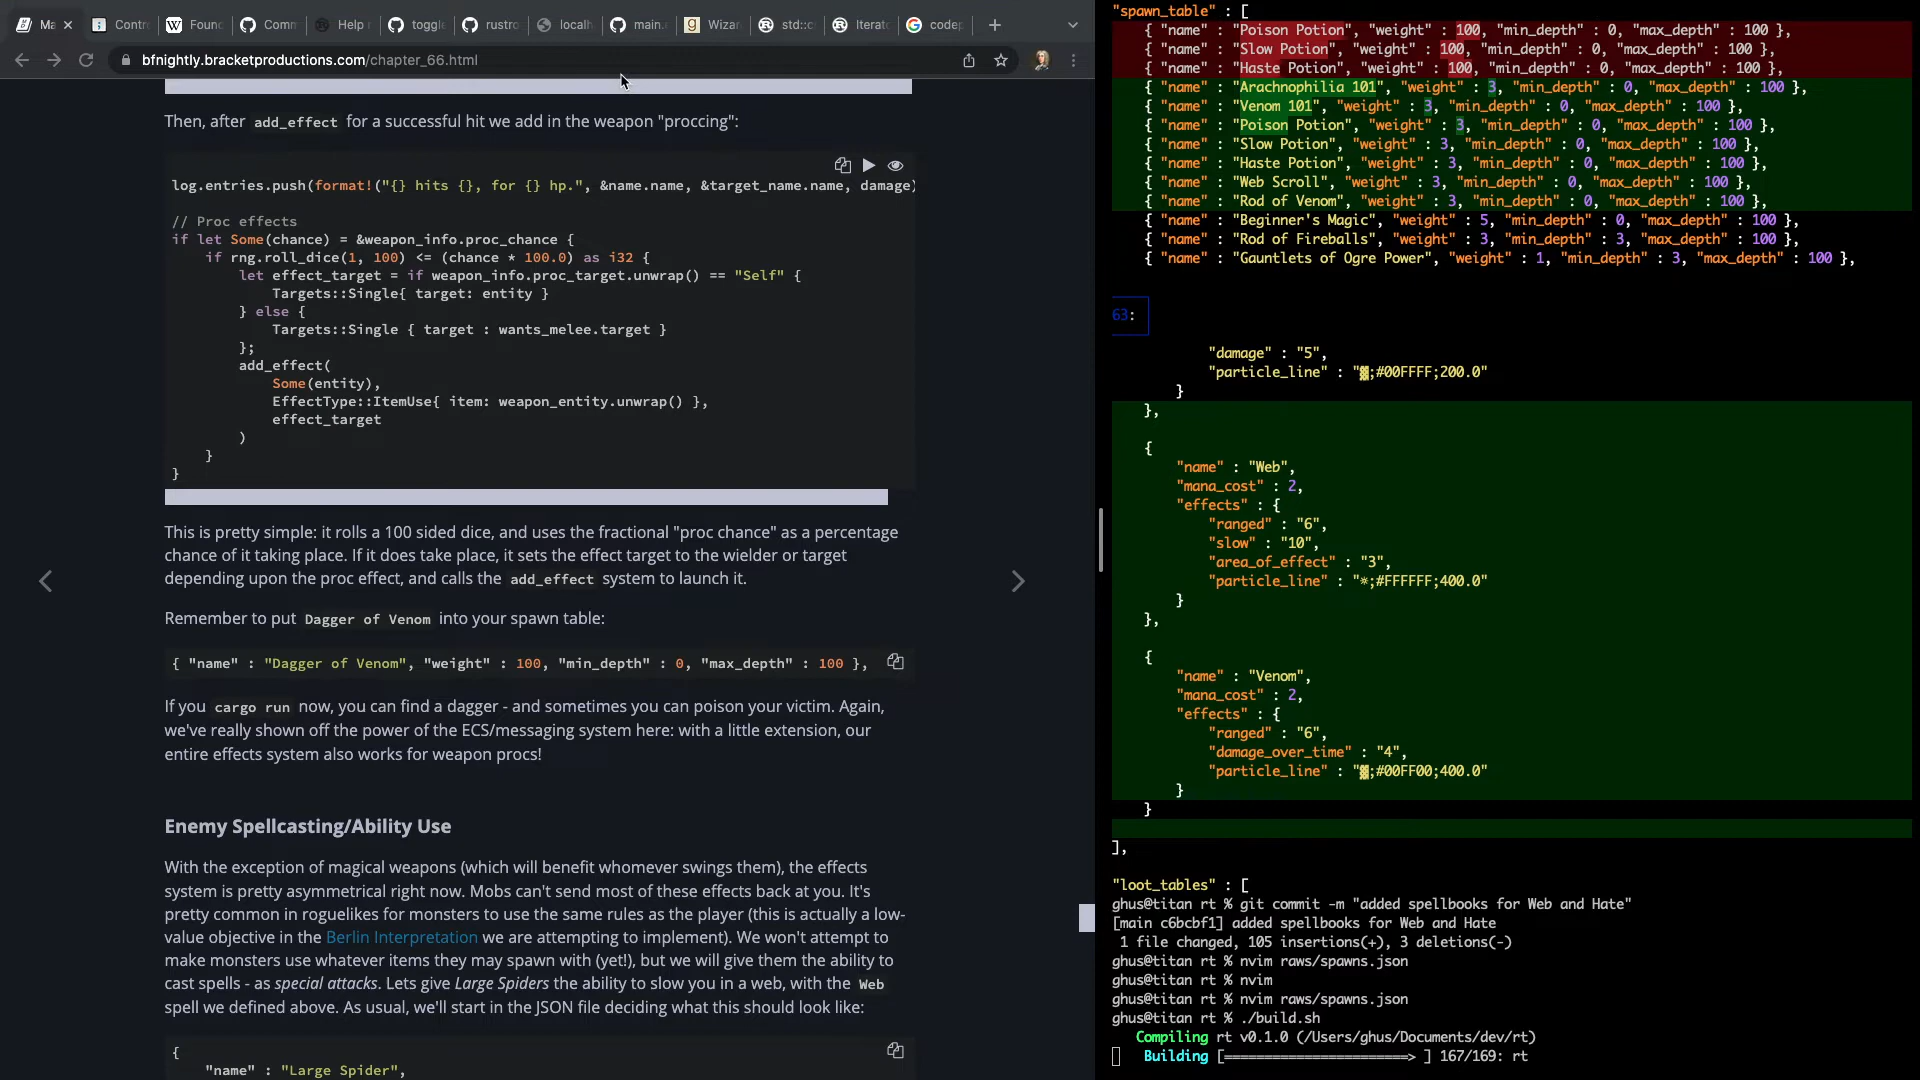 Ma
Contr
Foun
Comm
Help
toggle
rustro
localh
main.
Wizar
std::c
Iterato
codep
bfnightly.bracketproductions.com/chapter_66.html
Then, after add_effect for a successful hit we add in the weapon "proccing":
log.entries.push(format!("{} hits {}, for {} hp.", &name.name, &target_name.name, damage)
// Proc effects
if let Some(chance) = &weapon_info.proc_chance {
if rng.roll_dice(1, 100) <= (chance * 100.0) as i32 {
let effect_target = if weapon_info.proc_target.unwrap() == "Self" {
Targets::Single{ target: entity }
} else {
Targets::Single { target : wants_melee.target }
};
add_effect(
Some(entity),
EffectType::ItemUse{ item: weapon_entity.unwrap() },
effect_target
)
}
}
This is pretty simple: it rolls a 100 sided dice, and uses the fractional "proc chance" as a percentage
chance of it taking place. If it does take place, it sets the effect target to the wielder or target
depending upon the proc effect, and calls the add_effect system to launch it.
Remember to put Dagger of Venom into your spawn table:
{ "name" : "Dagger of Venom", "weight" : 100, "min_depth" : 0, "max_depth" : 100 },
If you cargo run now, you can find a dagger - and sometimes you can poison your victim. Again,
we've really shown off the power of the ECS/messaging system here: with a little extension, our
entire effects system also works for weapon procs!
Enemy Spellcasting/Ability Use
With the exception of magical weapons (which will benefit whomever swings them), the effects
system is pretty asymmetrical right now. Mobs can't send most of these effects back at you. It's
pretty common in roguelikes for monsters to use the same rules as the player (this is actually a low-
value objective in the Berlin Interpretation we are attempting to implement). We won't attempt to
make monsters use whatever items they may spawn with (yet!), but we will give them the ability to
cast spells - as special attacks. Lets give Large Spiders the ability to slow you in a web, with the Web
spell we defined above. As usual, we'll start in the JSON file deciding what this should look like:
{
"name" : "Large Spider",
"spawn_table" : [
{ "name" : "Poison Potion", "weight" : 100, "min_depth" : 0, "max_depth" : 100 },
{ "name" : "Slow Potion", "weight" : 100, "min_depth" : 0, "max_depth" : 100 },
{ "name" : "Haste Potion", "weight" : 100, "min_depth" : 0, "max_depth" : 100 },
{ "name" : "Arachnophilia 101", "weight" : 3, "min_depth" : 0, "max_depth" : 100 },
{ "name" : "Venom 101", "weight" : 3, "min_depth" : 0, "max_depth" : 100 },
{ "name" : "Poison Potion", "weight" : 3, "min_depth" : 0, "max_depth" : 100 },
{ "name" : "Slow Potion", "weight" : 3, "min_depth" : 0, "max_depth" : 100 },
{ "name" : "Haste Potion", "weight" : 3, "min_depth" : 0, "max_depth" : 100 },
{ "name" : "Web Scroll", "weight" : 3, "min_depth" : 0, "max_depth" : 100 },
{ "name" : "Rod of Venom", "weight" : 3, "min_depth" : 0, "max_depth" : 100 },
{ "name" : "Beginner's Magic", "weight" : 5, "min_depth" : 0, "max_depth" : 100 },
{ "name" : "Rod of Fireballs", "weight" : 3, "min_depth" : 3, "max_depth" : 100 },
{ "name" : "Gauntlets of Ogre Power", "weight" : 1, "min_depth" : 3, "max_depth" : 100 },
63:
"damage" : "5",
"particle_line" : "▓;#00FFFF;200.0"
}
},
{
"name" : "Web",
"mana_cost" : 2,
"effects" : {
"ranged" : "6",
"slow" : "10",
"area_of_effect" : "3",
"particle_line" : "*;#FFFFFF;400.0"
}
},
{
"name" : "Venom",
"mana_cost" : 2,
"effects" : {
"ranged" : "6",
"damage_over_time" : "4",
"particle_line" : "▓;#00FF00;400.0"
}
}
],
"loot_tables" : [
ghus@titan rt % git commit -m "added spellbooks for Web and Hate"
[main c6bcbf1] added spellbooks for Web and Hate
1 file changed, 105 insertions(+), 3 deletions(-)
ghus@titan rt % nvim raws/spawns.json
ghus@titan rt % nvim
ghus@titan rt % nvim raws/spawns.json
ghus@titan rt % ./build.sh
Compiling rt v0.1.0 (/Users/ghus/Documents/dev/rt)
Building [=======================> ] 167/169: rt